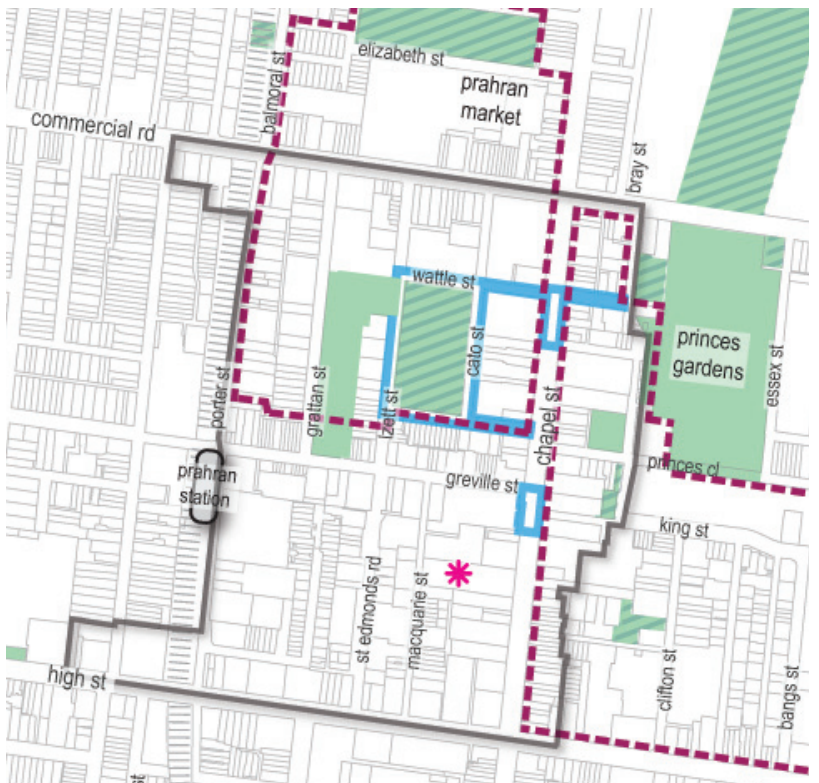 elizabeth st
balmoral st
prahran
market
commercial rd
bray st
wattle st
princes
gardens
cato st
essex st
porter st
grattan st
izett st
chapel st
princes cl
prahran
station
greville st
king st
st edmonds rd
macquarie st
clifton st
high st
bangs st
st